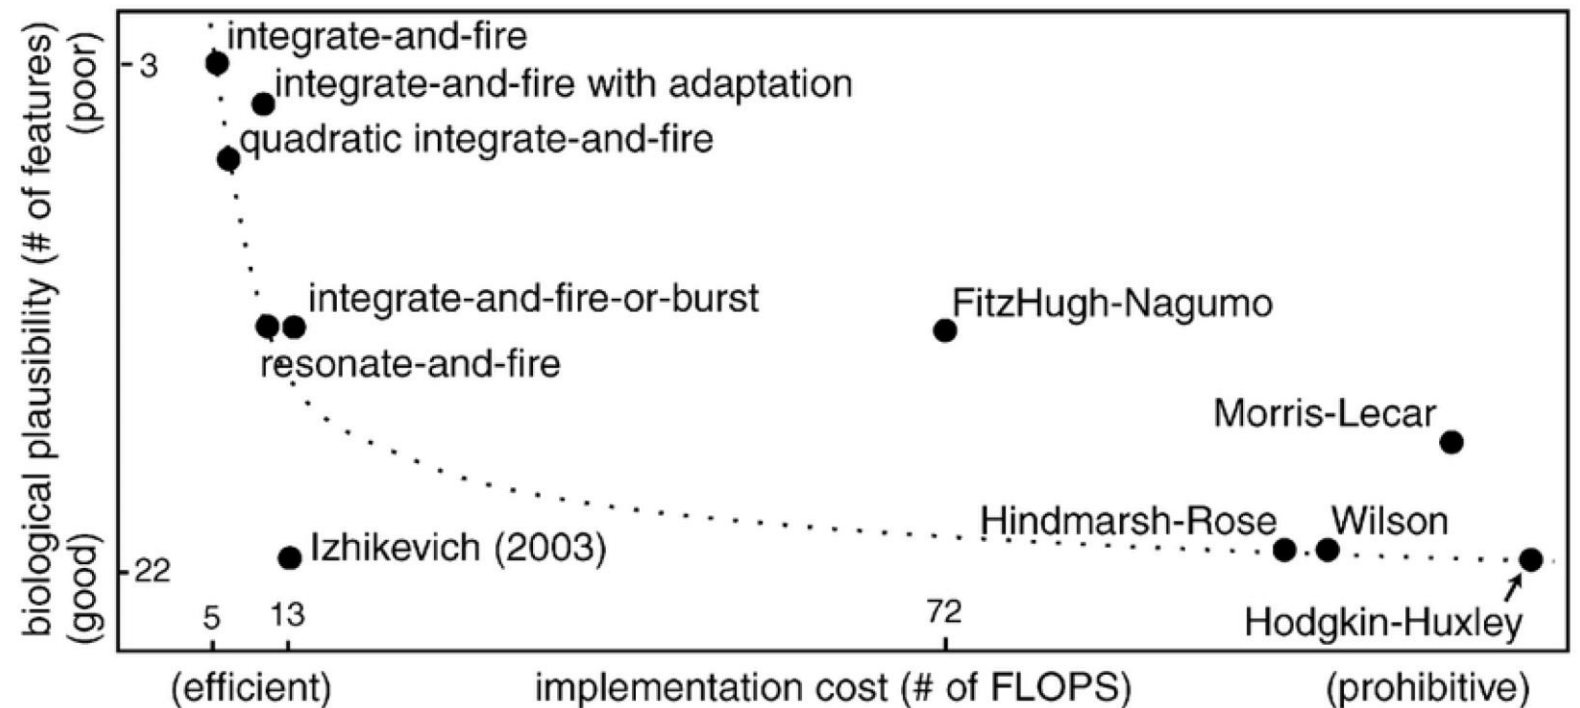 biological plausibility (# of features)
(good)
(poor)
3
22
integrate-and-fire
integrate-and-fire with adaptation
quadratic integrate-and-fire
integrate-and-fire-or-burst
resonate-and-fire
FitzHugh-Nagumo
Morris-Lecar
Hindmarsh-Rose
Wilson
Izhikevich (2003)
Hodgkin-Huxley
5
13
72
(efficient)
implementation cost (# of FLOPS)
(prohibitive)